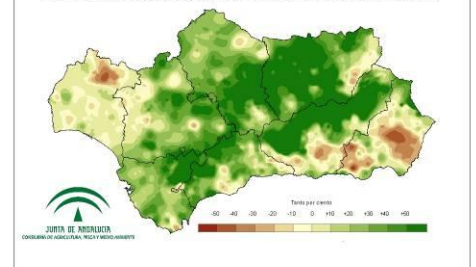 Tanto por ciento
-50 -40 -30 -20 -10 0 +10 +20 +30 +40 +50
JUNTA DE ANDALUCIA
CONSEJERÍA DE AGRICULTURA, PESCA Y MEDIO AMBIENTE